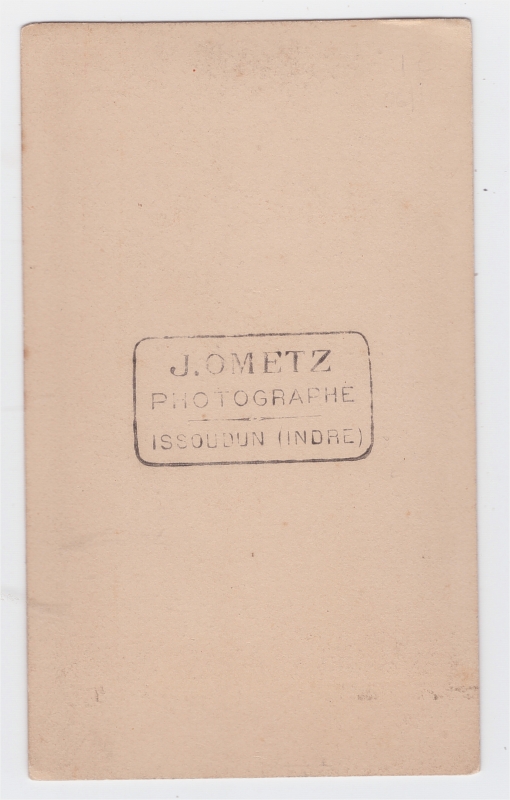 J. OMETZ
PHOTOGRAPHE
ISSOUDUN (INDRE)